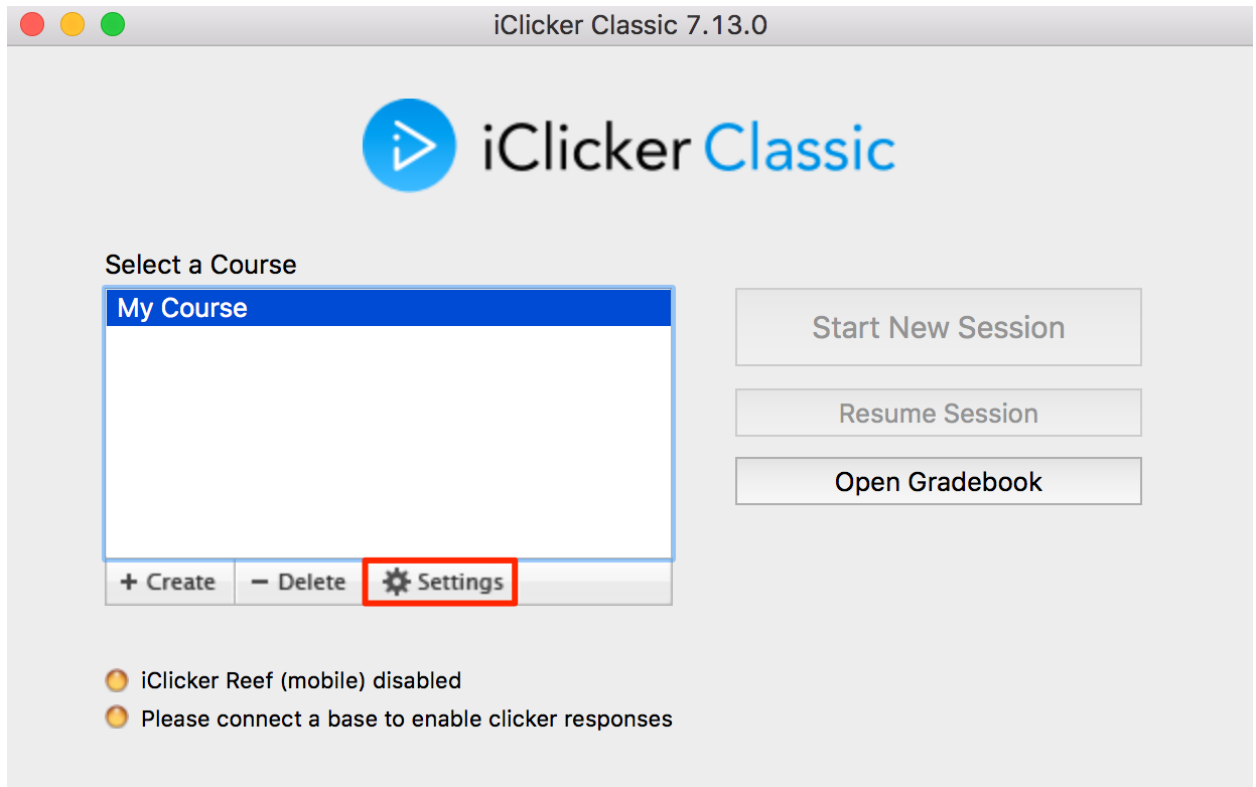 iClicker Classic 7.13.0
iClicker Classic
Select a Course
My Course
Start New Session
Resume Session
Open Gradebook
+ Create − Delete Settings
iClicker Reef (mobile) disabled
Please connect a base to enable clicker responses